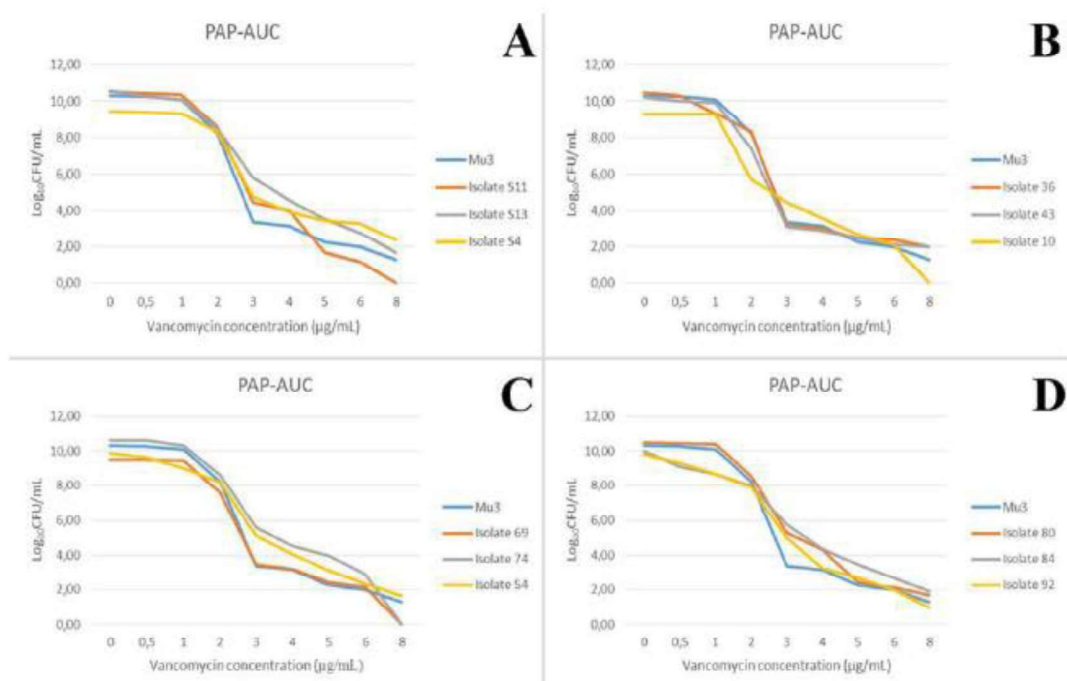 PAP-AUC
A
12,00
10,00
8,00
6,00
4,00
2,00
0,00
Log₁₀CFU/mL
0 0,5 1 2 3 4 5 6 8
Vancomycin concentration (µg/mL)
Mu3
Isolate S11
Isolate S13
Isolate S4
PAP-AUC
B
12,00
10,00
8,00
6,00
4,00
2,00
0,00
Log₁₀CFU/mL
0 0,5 1 2 3 4 5 6 8
Vancomycin concentration (µg/mL)
Mu3
Isolate 36
Isolate 43
Isolate 10
PAP-AUC
C
12,00
10,00
8,00
6,00
4,00
2,00
0,00
Log₁₀CFU/mL
0 0,5 1 2 3 4 5 6 8
Vancomycin concentration (µg/mL)
Mu3
Isolate 69
Isolate 74
Isolate S4
PAP-AUC
D
12,00
10,00
8,00
6,00
4,00
2,00
0,00
Log₁₀CFU/mL
0 0,5 1 2 3 4 5 6 8
Vancomycin concentration (µg/mL)
Mu3
Isolate 80
Isolate 84
Isolate 92